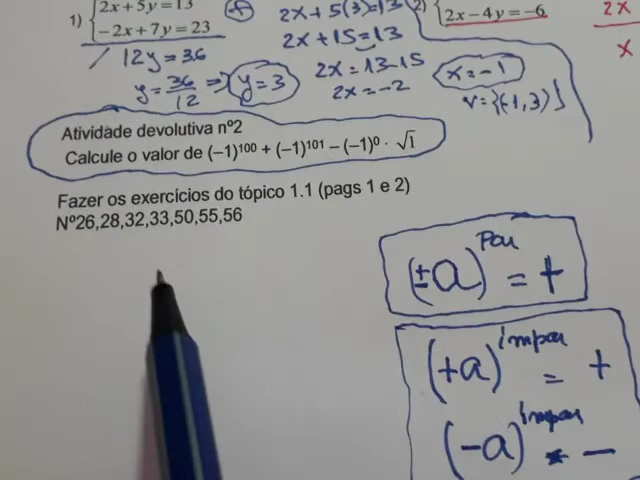 2x+5y=13
1)
−2x+7y=23
12y=36
y=36/12 ⇒ y=3
2x+5(3)=13
2x+15=13
2x=13-15
2x=-2
x=-1
V={(-1,3)}
2)
2x−4y=−6
2x
x
Atividade devolutiva nº2
Calcule o valor de (−1)¹⁰⁰ + (−1)¹⁰¹ − (−1)⁰ · √1
Fazer os exercícios do tópico 1.1 (pags 1 e 2)
Nº26,28,32,33,50,55,56
(±a)^Par = +
(+a)^ímpar = +
(-a)^ímpar = -